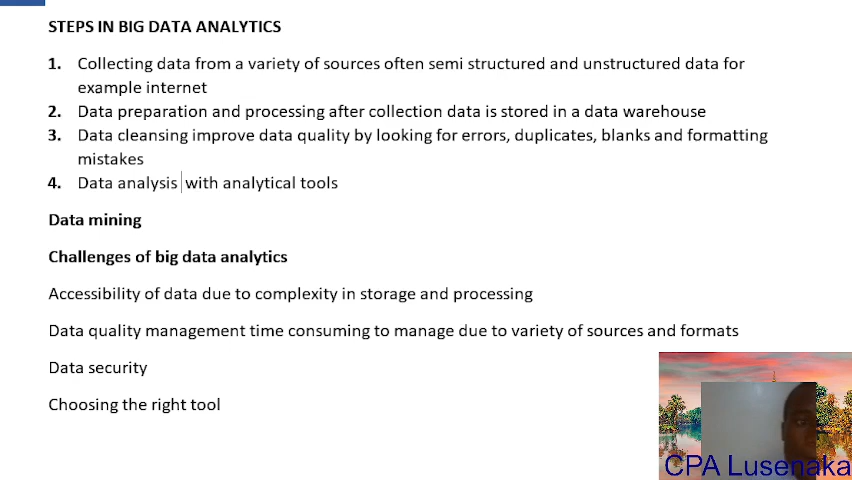 STEPS IN BIG DATA ANALYTICS
1. Collecting data from a variety of sources often semi structured and unstructured data for
example internet
2. Data preparation and processing after collection data is stored in a data warehouse
3. Data cleansing improve data quality by looking for errors, duplicates, blanks and formatting
mistakes
4. Data analysis with analytical tools
Data mining
Challenges of big data analytics
Accessibility of data due to complexity in storage and processing
Data quality management time consuming to manage due to variety of sources and formats
Data security
Choosing the right tool
CPA Lusenaka